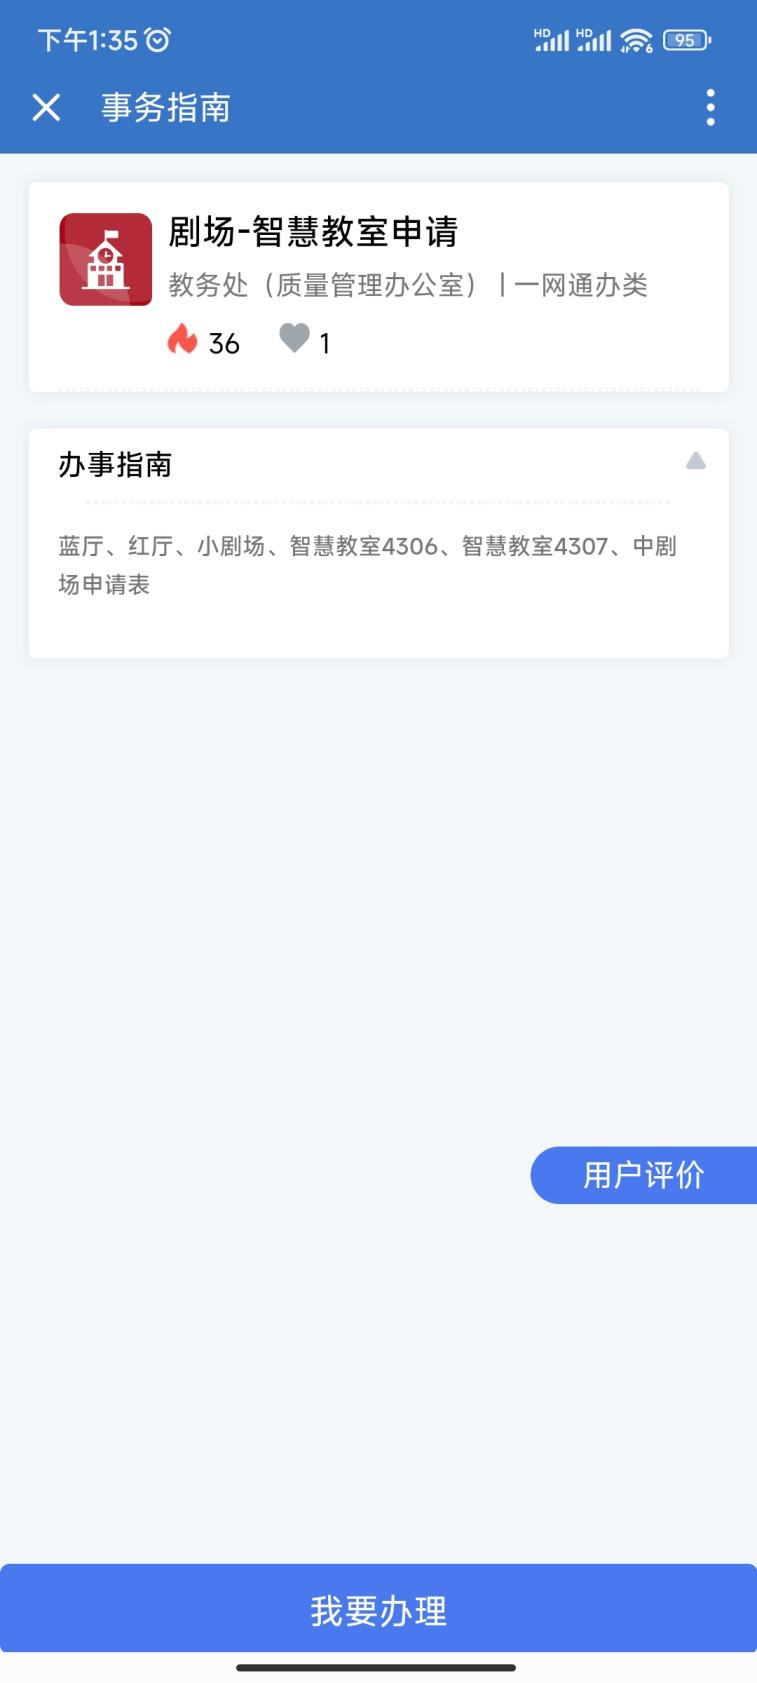 下午1:35
HD HD 6 95
事务指南
剧场-智慧教室申请
教务处（质量管理办公室） | 一网通办类
36 1
办事指南
蓝厅、红厅、小剧场、智慧教室4306、智慧教室4307、中剧
场申请表
用户评价
我要办理